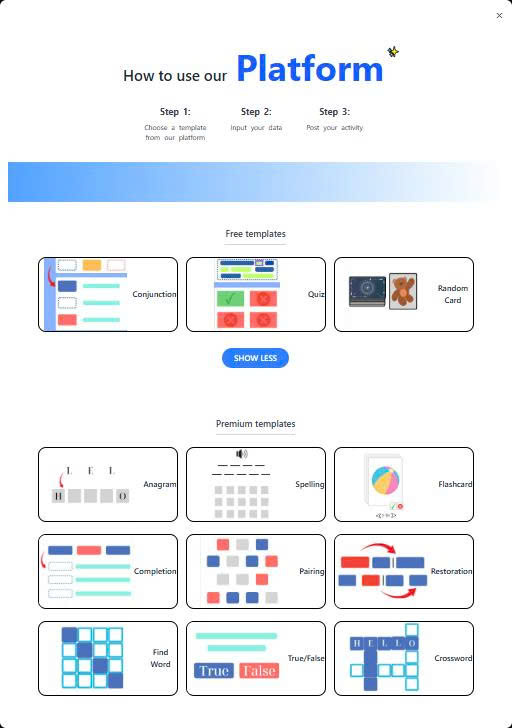 How to use our Platform
Step 1:
Choose a template
from our platform
Step 2:
Input your data
Step 3:
Post your activity
Free templates
Conjunction
Quiz
Random
Card
SHOW LESS
Premium templates
L E L
H O
Anagram
Spelling
Flashcard
Completion
Pairing
Restoration
Find
Word
True False
True/False
HELLO
Crossword